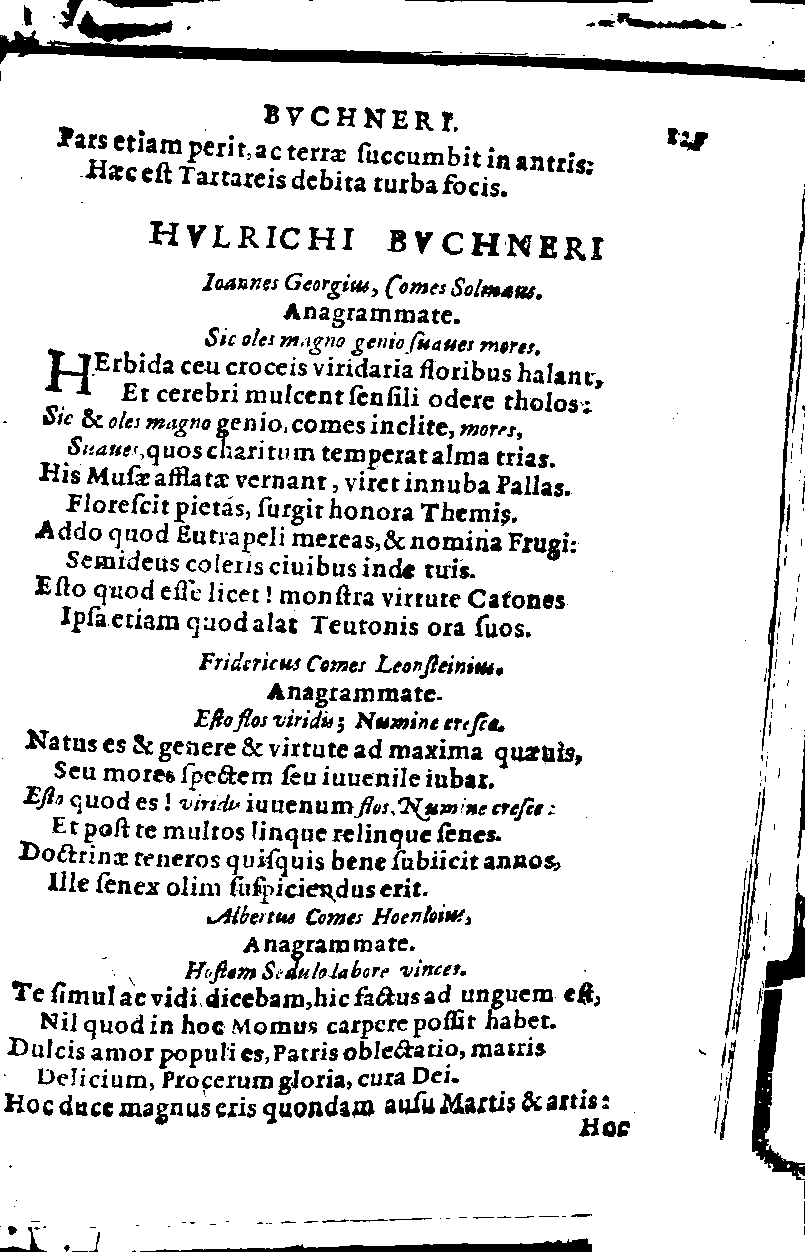 BVCHNERI.
Pars etiam perit, ac terræ ſuccumbit in antris:
Hæc eſt Tartareis debita turba focis.
HVLRICHI BVCHNERI
Ioannes Georgius, Comes Solmaus.
Anagrammate.
Sic oles magno genio ſuaues mores.
HErbida ceu croceis viridaria floribus halant,
Et cerebri mulcent ſenſili odere tholos:
Sic & oles magno genio, comes inclite, mores,
Suaues, quos charitum temperat alma trias.
His Muſæ afflatæ vernant, viret innuba Pallas.
Floreſcit pietas, ſurgit honora Themis.
Addo quod Eutrapeli mereas, & nomina Frugi:
Semideus coleris ciuibus inde tuis.
Eſto quod eſſe licet! monſtra virtute Catones
Ipſa etiam quod alat Teutonis ora ſuos.
Fridericus Comes Leonſteinius.
Anagrammate.
Eſto flos viridis; Numine creſce.
Natus es & genere & virtute ad maxima quæuis,
Seu mores ſpectem ſeu iuuenile iubar.
Eſto quod es! viridis iuuenum flos, Numine creſce:
Et poſt te multos linque relinque ſenes.
Doctrinæ teneros quiſquis bene ſubiicit annos,
Ille ſenex olim ſuſpiciendus erit.
Albertus Comes Hoenloius,
Anagrammate.
Hoſtem Sedulo labore vinces.
Te ſimul ac vidi dicebam, hic factus ad unguem eſt,
Nil quod in hoc Momus carpere poſſit habet.
Dulcis amor populi es, Patris oblectatio, matris
Delicium, Procerum gloria, cura Dei.
Hoc duce magnus eris quondam auſu Martis & artis:
Hoc